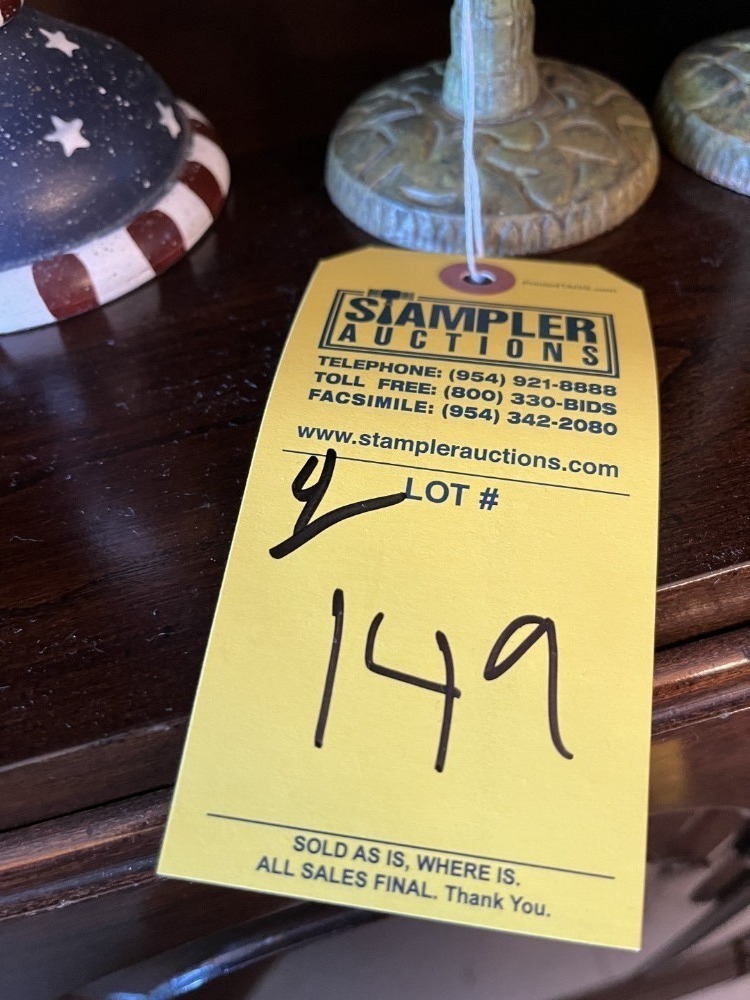 STAMPLER
AUCTIONS
TELEPHONE: (954) 921-8888
TOLL FREE: (800) 330-BIDS
FACSIMILE: (954) 342-2080
www.stamplerauctions.com
LOT #
149
SOLD AS IS, WHERE IS.
ALL SALES FINAL. Thank You.